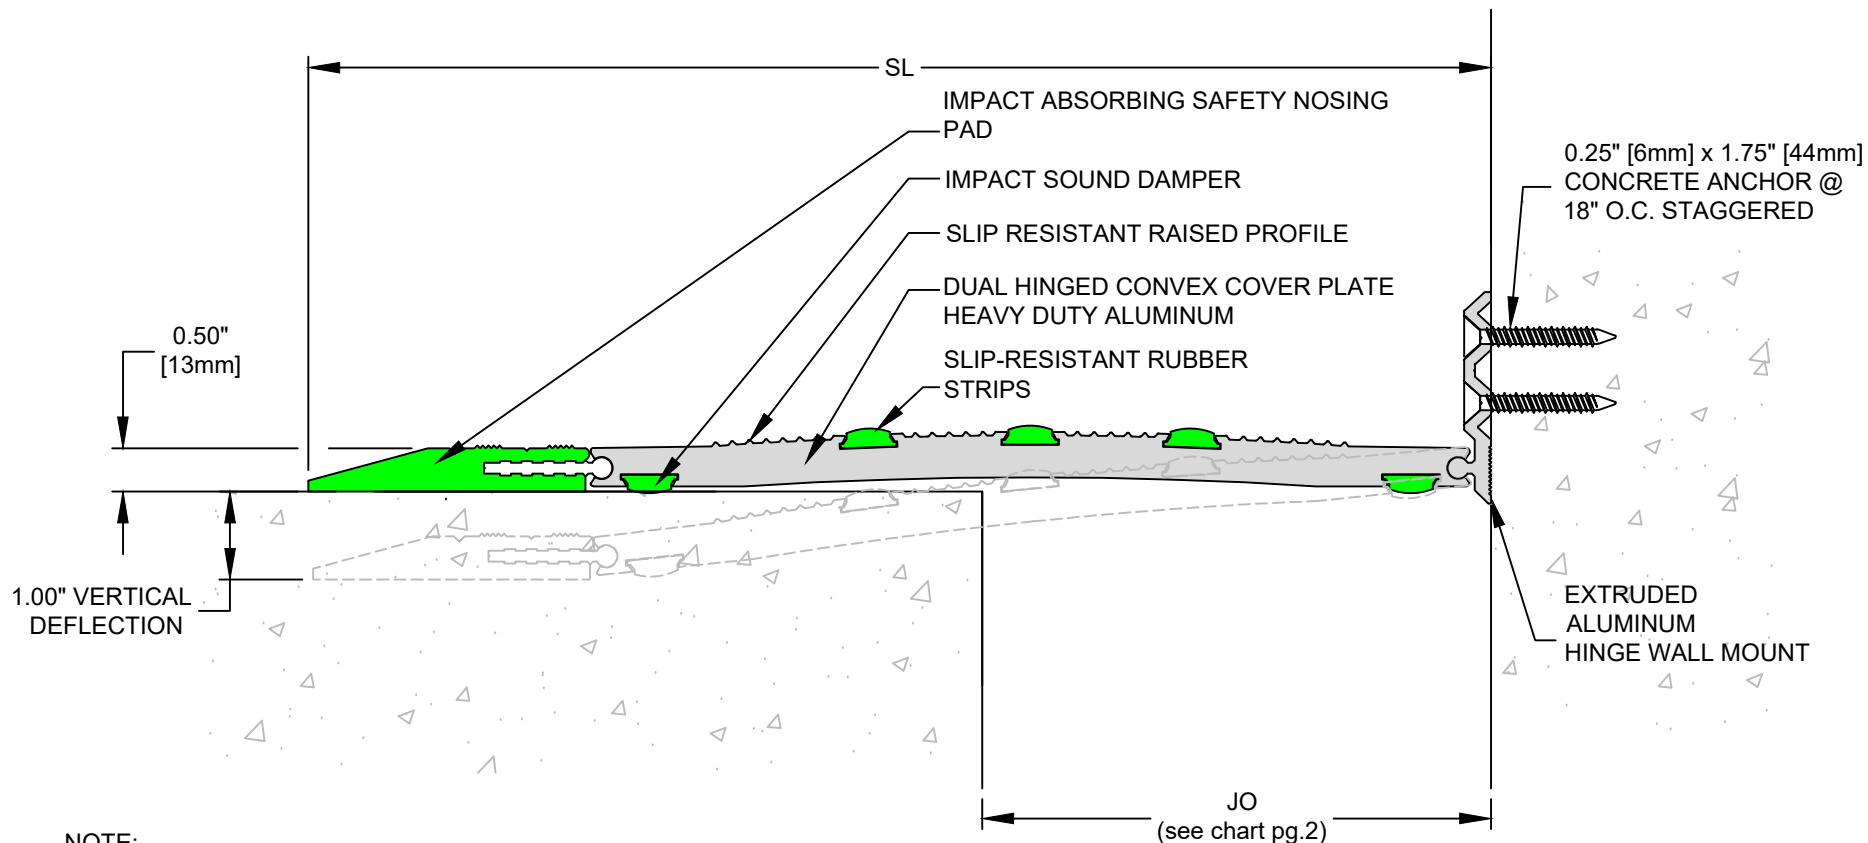 SL
IMPACT ABSORBING SAFETY NOSING
PAD
IMPACT SOUND DAMPER
SLIP RESISTANT RAISED PROFILE
DUAL HINGED CONVEX COVER PLATE
HEAVY DUTY ALUMINUM
SLIP-RESISTANT RUBBER
STRIPS
0.25" [6mm] x 1.75" [44mm]
CONCRETE ANCHOR @
18" O.C. STAGGERED
0.50"
[13mm]
1.00" VERTICAL
DEFLECTION
EXTRUDED
ALUMINUM
HINGE WALL MOUNT
JO
(see chart pg.2)
NOTE: